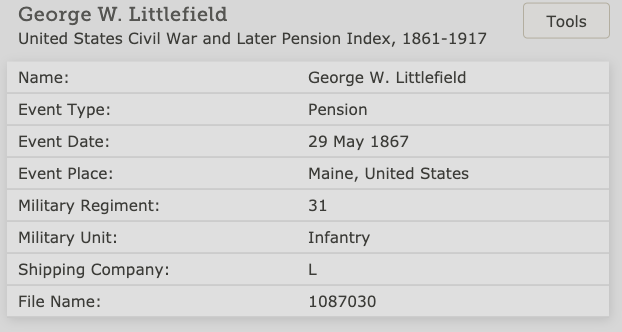 George W. Littlefield
Tools
United States Civil War and Later Pension Index, 1861-1917
Name: George W. Littlefield
Event Type: Pension
Event Date: 29 May 1867
Event Place: Maine, United States
Military Regiment: 31
Military Unit: Infantry
Shipping Company: L
File Name: 1087030